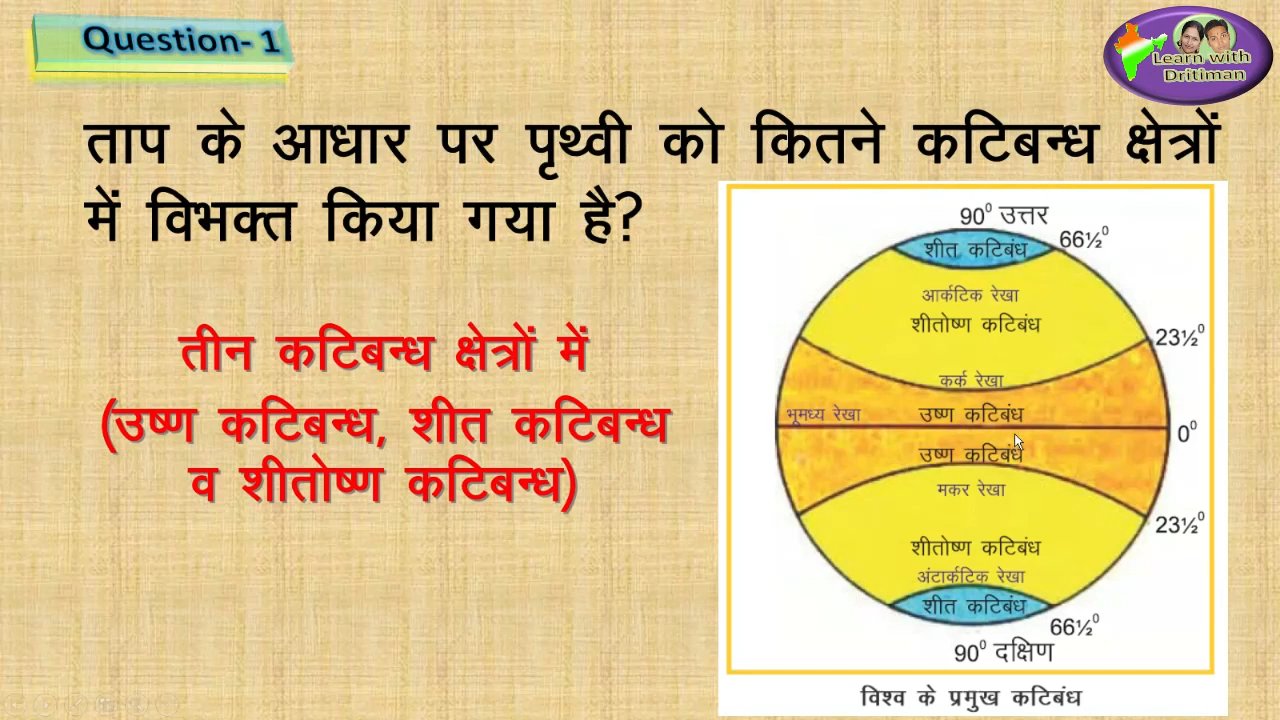 Question- 1
Learn with
Dritiman
ताप के आधार पर पृथ्वी को कितने कटिबन्ध क्षेत्रों
में विभक्त किया गया है?
तीन कटिबन्ध क्षेत्रों में
(उष्ण कटिबन्ध, शीत कटिबन्ध
व शीतोष्ण कटिबन्ध)
90⁰ उत्तर
66½⁰
शीत कटिबंध
आर्कटिक रेखा
शीतोष्ण कटिबंध
23½⁰
कर्क रेखा
भूमध्य रेखा
उष्ण कटिबंध
0⁰
उष्ण कटिबंध
मकर रेखा
23½⁰
शीतोष्ण कटिबंध
अंटार्कटिक रेखा
शीत कटिबंध
66½⁰
90⁰ दक्षिण
विश्व के प्रमुख कटिबंध